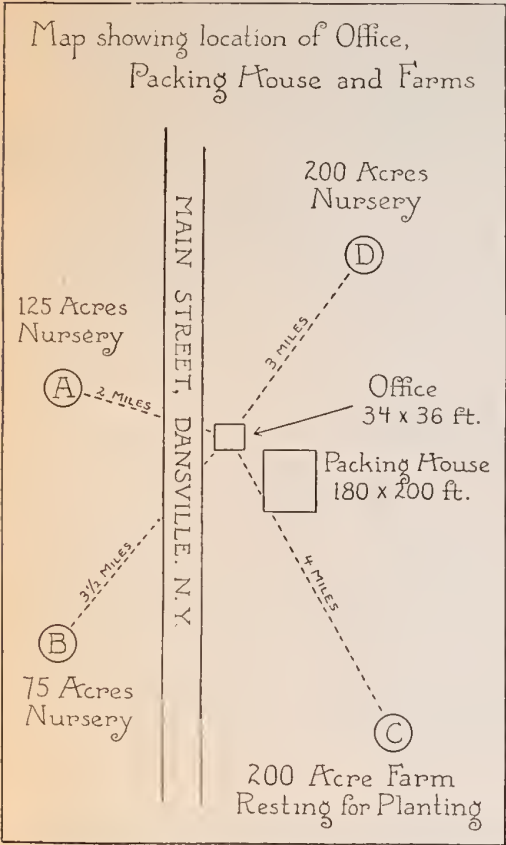 Map showing location of Office,
Packing House and Farms
200 Acres
Nursery
D
MAIN STREET, DANSVILLE. N.Y.
125 Acres
Nursery
A
2 MILES
3 MILES
Office
34 x 36 ft.
Packing House
180 x 200 ft.
3½ MILES
4 MILES
B
75 Acres
Nursery
C
200 Acre Farm
Resting for Planting